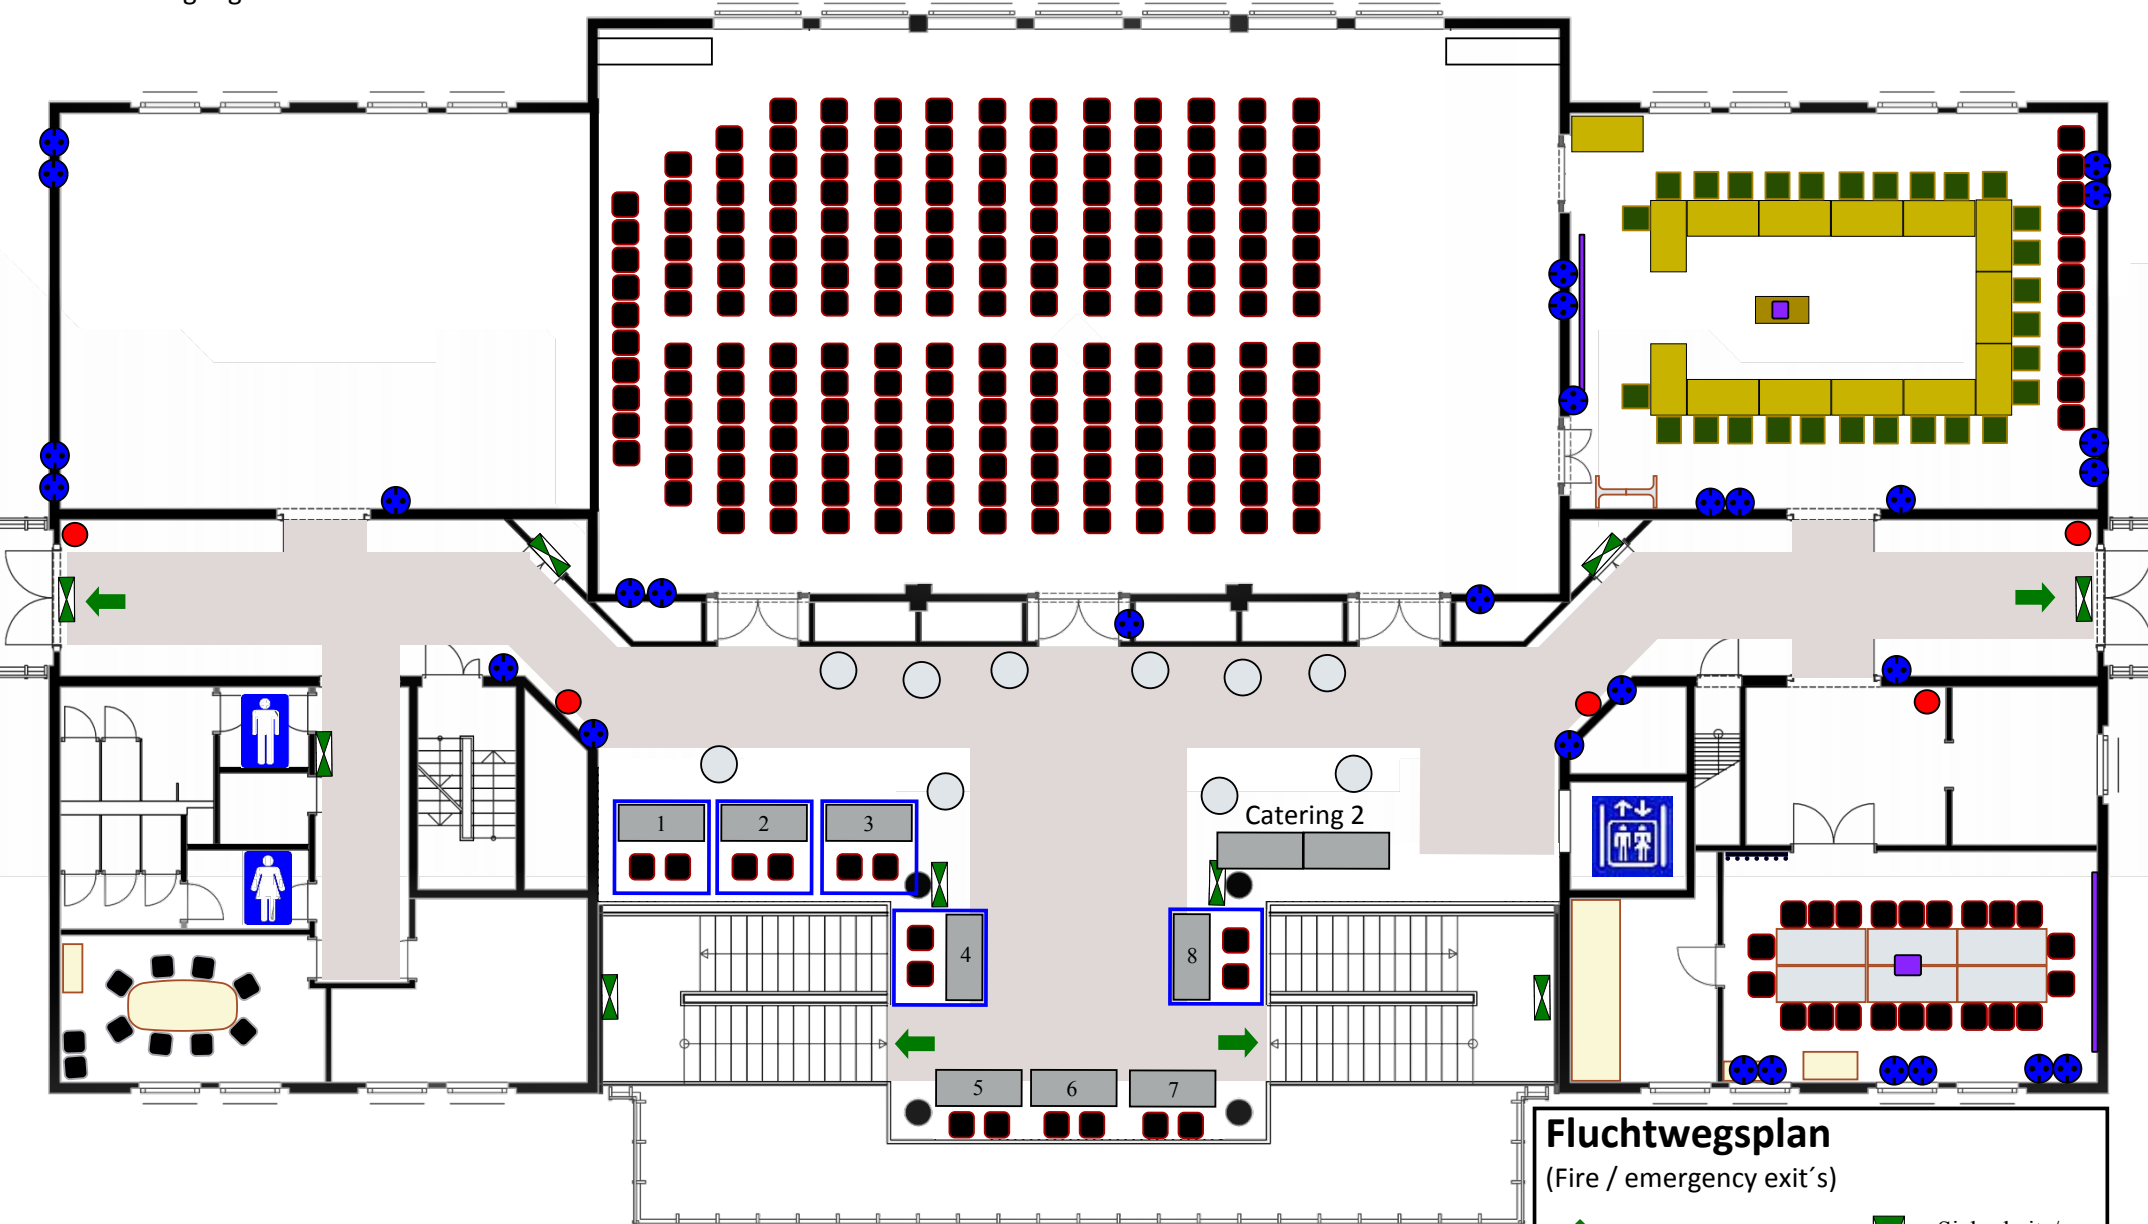 Catering 2
1
2
3
4
8
5
6
7
Fluchtwegsplan
(Fire / emergency exit´s)